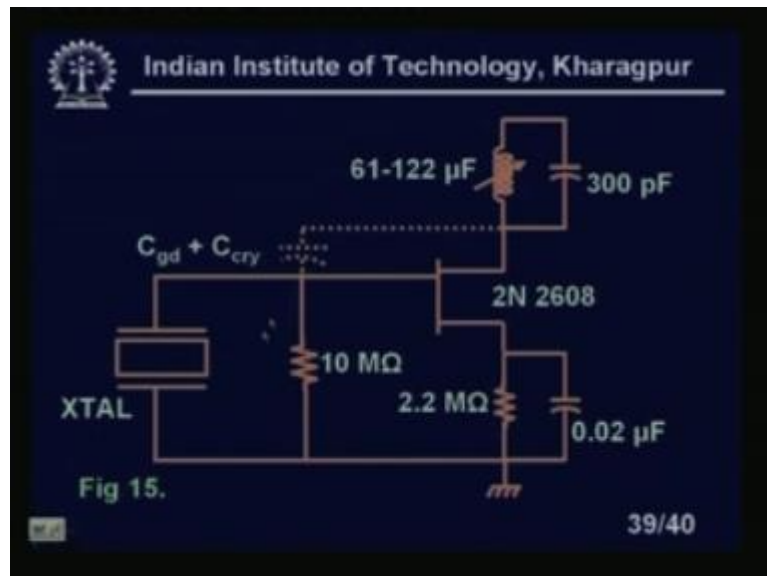 Indian Institute of Technology, Kharagpur
61-122 μF
300 pF
Cgd + Ccry
2N 2608
10 MΩ
2.2 MΩ
XTAL
0.02 μF
Fig 15.
39/40